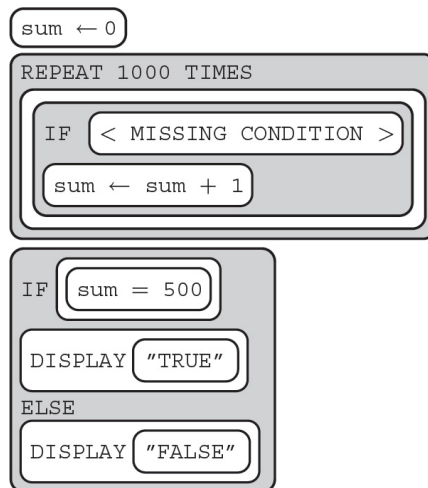 sum ← 0
REPEAT 1000 TIMES
IF < MISSING CONDITION >
sum ← sum + 1
IF sum = 500
DISPLAY "TRUE"
ELSE
DISPLAY "FALSE"